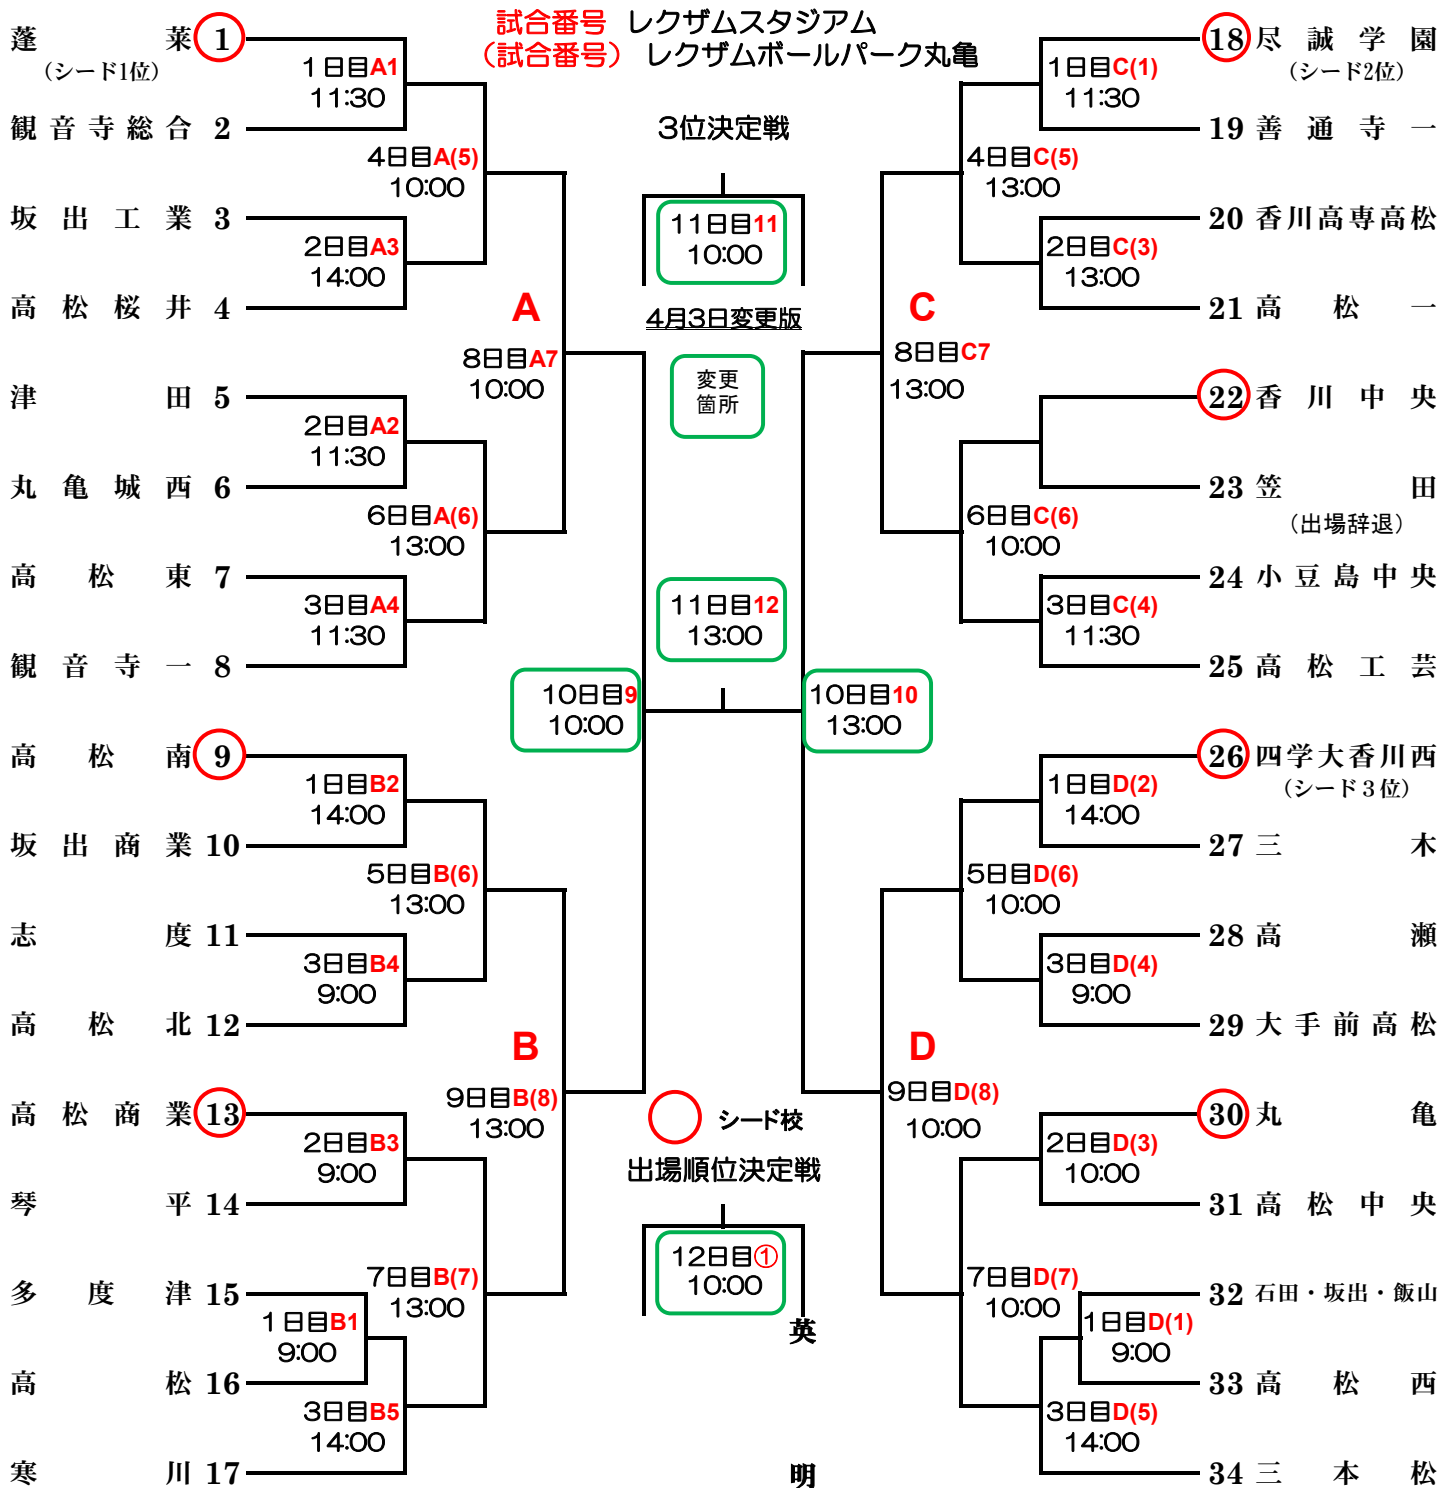 試合番号 レクザムスタジアム
(試合番号) レクザムボールパーク丸亀
蓬莱 1
(シード1位)
1日目A1
11:30
観音寺総合 2
4日目A(5)
10:00
坂出工業 3
2日目A3
14:00
高松桜井 4
A
8日目A7
10:00
津田 5
2日目A2
11:30
丸亀城西 6
6日目A(6)
13:00
高松東 7
3日目A4
11:30
観音寺一 8
10日目9
10:00
高松南 9
1日目B2
14:00
坂出商業 10
5日目B(6)
13:00
志度 11
3日目B4
9:00
高松北 12
B
9日目B(8)
13:00
高松商業 13
2日目B3
9:00
琴平 14
7日目B(7)
13:00
多度津 15
1日目B1
9:00
高松 16
3日目B5
14:00
寒川 17
3位決定戦
11日目11
10:00
4月3日変更版
変更
箇所
11日目12
13:00
シード校
出場順位決定戦
12日目①
10:00
英
明
18 尽誠学園
(シード2位)
1日目C(1)
11:30
19 善通寺一
4日目C(5)
13:00
20 香川高専高松
2日目C(3)
13:00
21 高松一
C
8日目C7
13:00
22 香川中央
23 笠田
(出場辞退)
6日目C(6)
10:00
24 小豆島中央
3日目C(4)
11:30
25 高松工芸
10日目10
13:00
26 四学大香川西
(シード3位)
1日目D(2)
14:00
27 三木
5日目D(6)
10:00
28 高瀬
3日目D(4)
9:00
29 大手前高松
D
9日目D(8)
10:00
30 丸亀
2日目D(3)
10:00
31 高松中央
7日目D(7)
10:00
32 石田・坂出・飯山
1日目D(1)
9:00
33 高松西
3日目D(5)
14:00
34 三本松